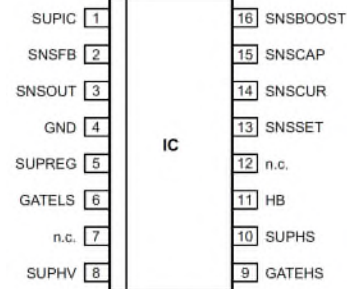 SUPIC 1
SNSFB 2
SNSOUT 3
GND 4
SUPREG 5
GATELS 6
n.c. 7
SUPHV 8
IC
16 SNSBOOST
15 SNSCAP
14 SNSCUR
13 SNSSET
12 n.c.
11 HB
10 SUPHS
9 GATEHS